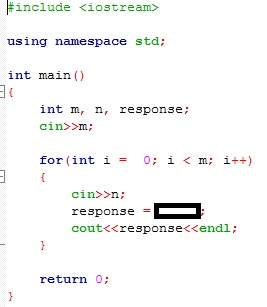 #include <iostream>
using namespace std;
int main()
{
int m, n, response;
cin>>m;
for(int i = 0; i < m; i++)
{
cin>>n;
response = ;
cout<<response<<endl;
}
return 0;
}